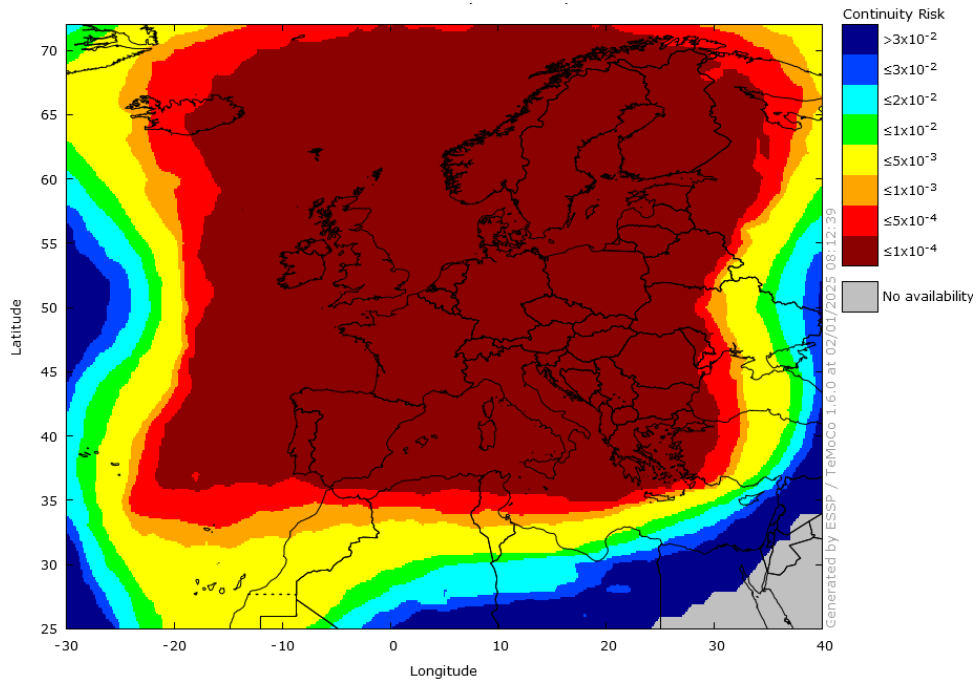 Continuity Risk
>3x10⁻²
≤3x10⁻²
≤2x10⁻²
≤1x10⁻²
≤5x10⁻³
≤1x10⁻³
≤5x10⁻⁴
≤1x10⁻⁴
No availability
Generated by ESSP / TeMoCo 1.6.0 at 02/01/2025 08:12:39
Latitude
70
65
60
55
50
45
40
35
30
25
-30
-20
-10
0
10
20
30
40
Longitude